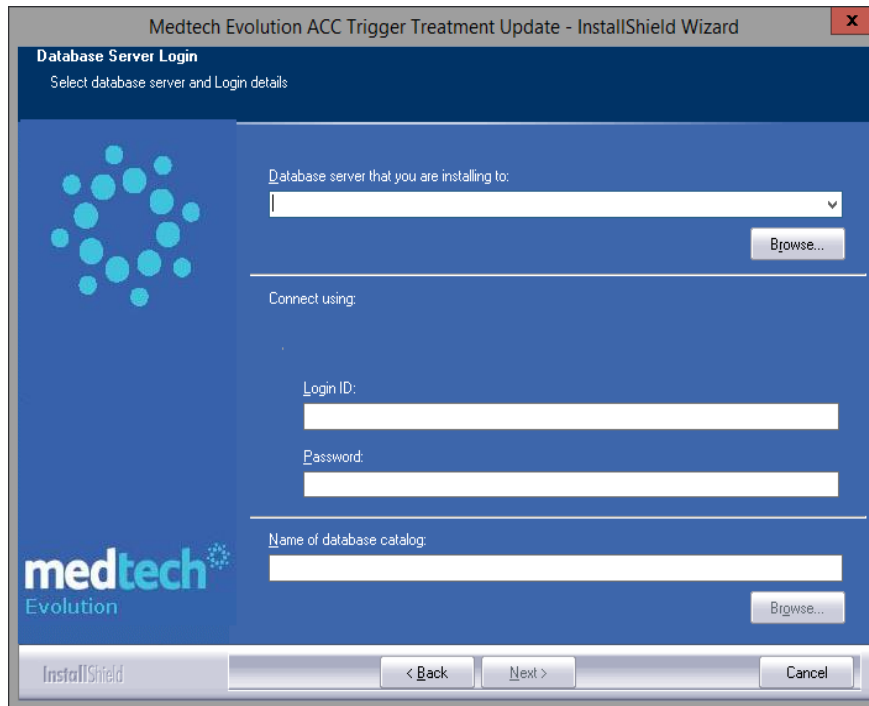 Medtech Evolution ACC Trigger Treatment Update - InstallShield Wizard
x
Database Server Login
Select database server and Login details
Database server that you are installing to:
Browse...
Connect using:
Login ID:
Password:
Name of database catalog:
Browse...
medtech
Evolution
InstallShield
< Back
Next >
Cancel